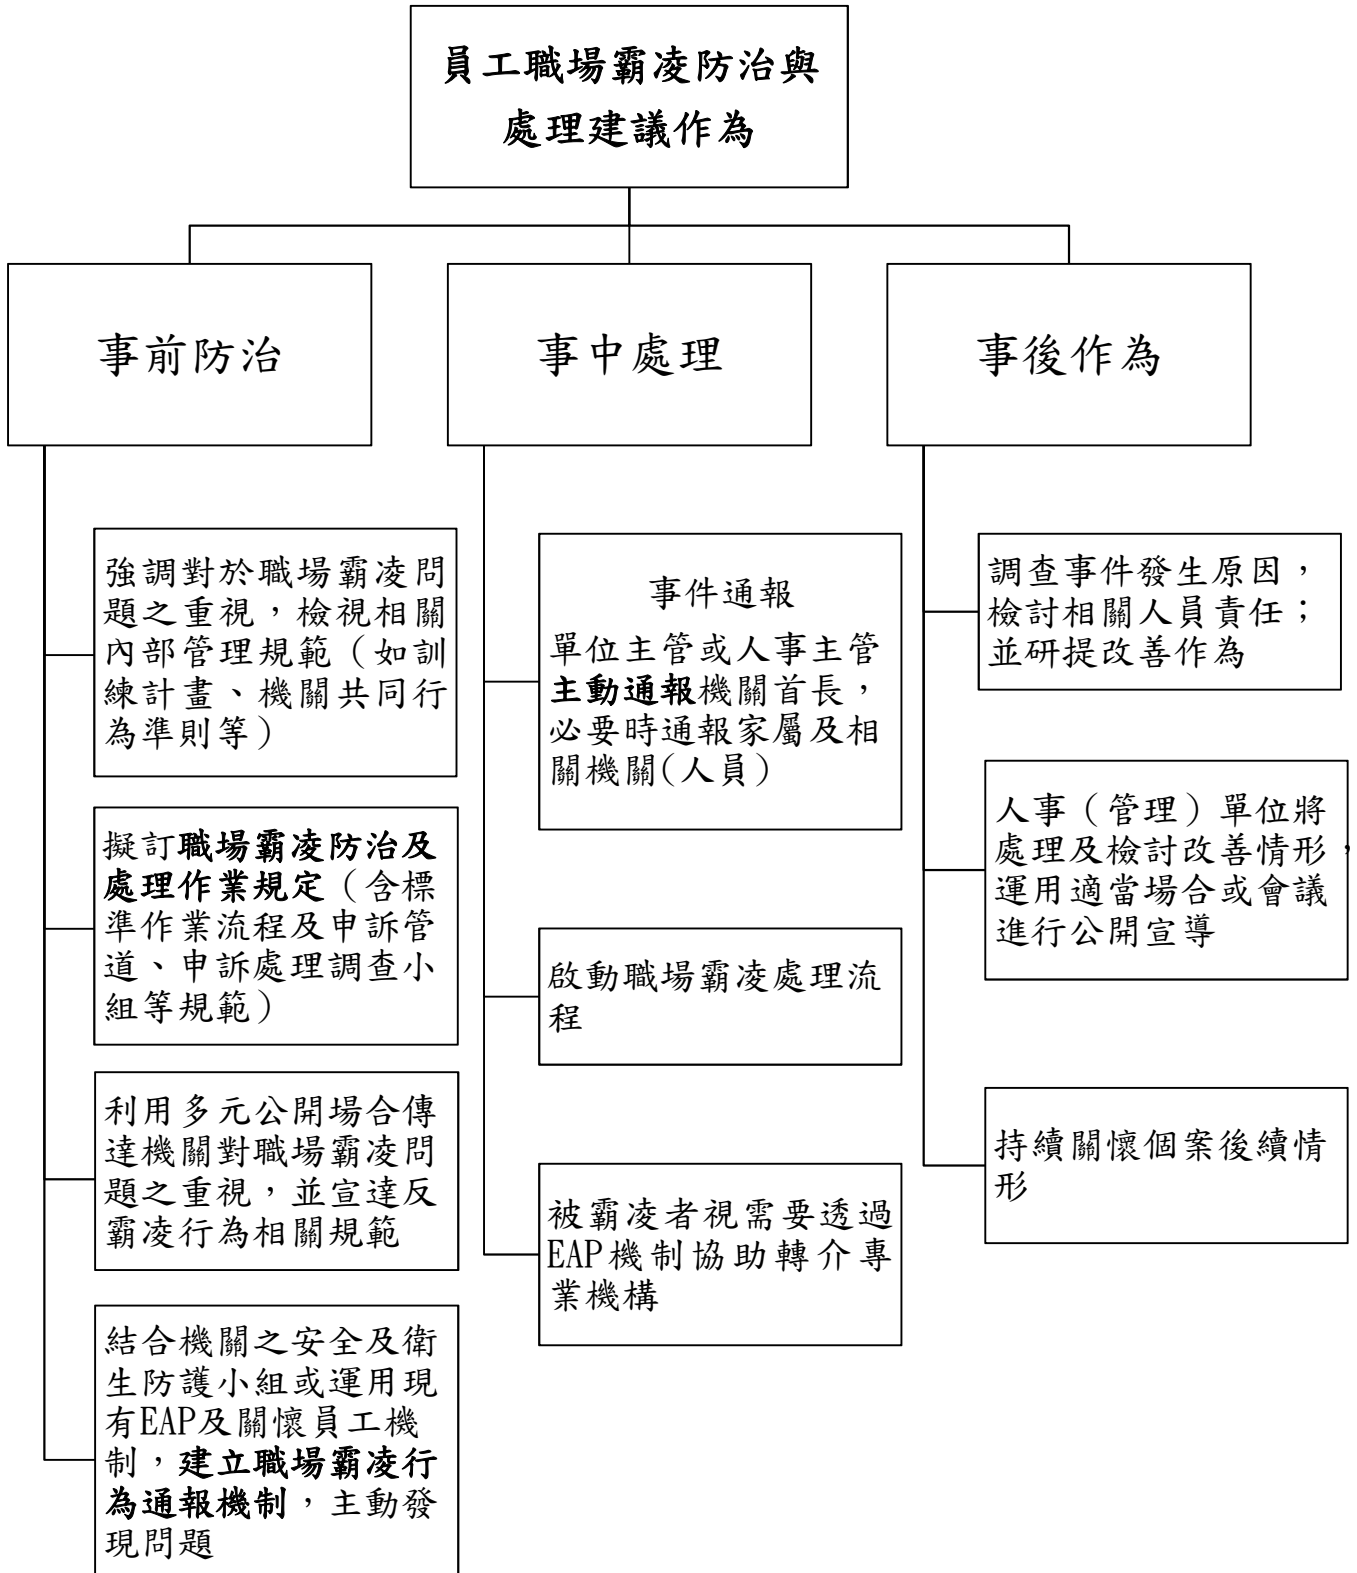 員工職場霸凌防治與
處理建議作為
事前防治
強調對於職場霸凌問
題之重視，檢視相關
內部管理規範（如訓
練計畫、機關共同行
為準則等）
擬訂職場霸凌防治及
處理作業規定（含標
準作業流程及申訴管
道、申訴處理調查小
組等規範）
利用多元公開場合傳
達機關對職場霸凌問
題之重視，並宣達反
霸凌行為相關規範
結合機關之安全及衛
生防護小組或運用現
有EAP及關懷員工機
制，建立職場霸凌行
為通報機制，主動發
現問題
事中處理
事件通報
單位主管或人事主管
主動通報機關首長，
必要時通報家屬及相
關機關(人員)
啟動職場霸凌處理流
程
被霸凌者視需要透過
EAP機制協助轉介專
業機構
事後作為
調查事件發生原因，
檢討相關人員責任；
並研提改善作為
人事（管理）單位將
處理及檢討改善情形，
運用適當場合或會議
進行公開宣導
持續關懷個案後續情
形